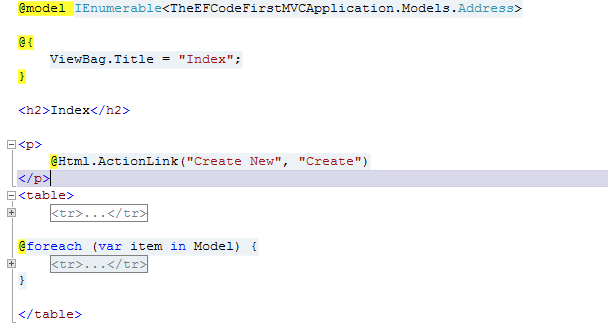 @model IEnumerable<TheEFCodeFirstMVCApplication.Models.Address>
@{
ViewBag.Title = "Index";
}
<h2>Index</h2>
<p>
@Html.ActionLink("Create New", "Create")
</p>
<table>
<tr>...</tr>
@foreach (var item in Model) {
<tr>...</tr>
}
</table>